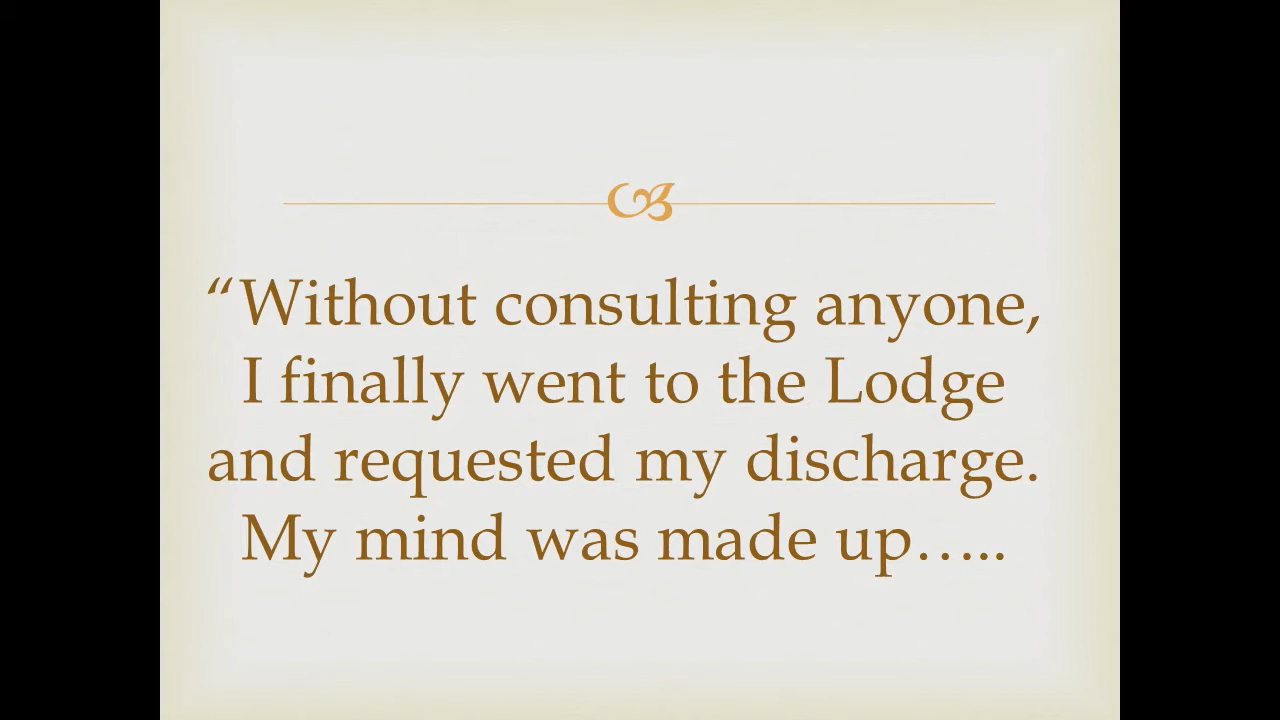 “Without consulting anyone,
I finally went to the Lodge
and requested my discharge.
My mind was made up…..